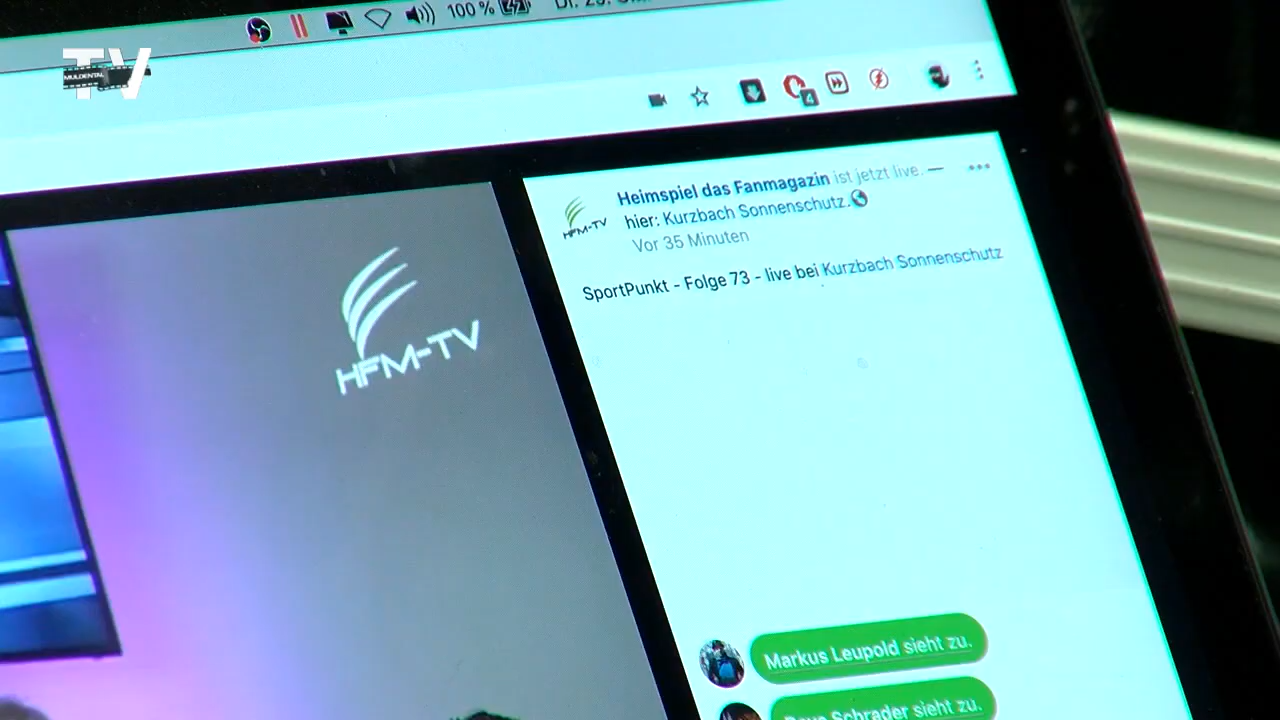 100 %
TV
MULDENTAL
Heimspiel das Fanmagazin ist jetzt live. —
hier: Kurzbach Sonnenschutz.
HFM-TV
Vor 35 Minuten
SportPunkt - Folge 73 - live bei Kurzbach Sonnenschutz
HFM-TV
Markus Leupold sieht zu.
Schrader sieht zu.